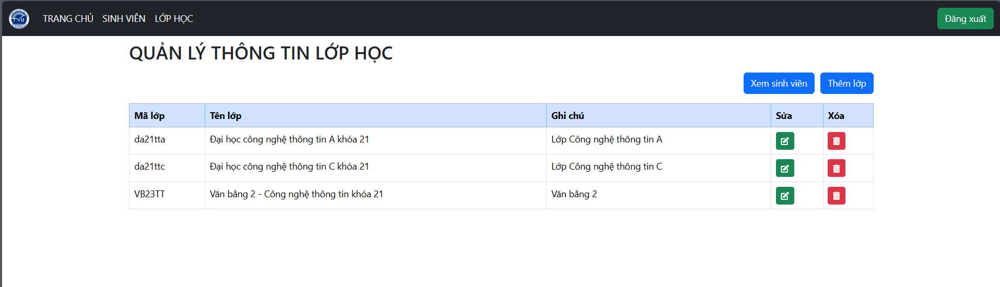 TRANG CHỦ SINH VIÊN LỚP HỌC Đăng xuất
QUẢN LÝ THÔNG TIN LỚP HỌC
Xem sinh viên Thêm lớp
Mã lớp Tên lớp Ghi chú Sửa Xóa
da21tta Đại học công nghệ thông tin A khóa 21 Lớp Công nghệ thông tin A
da21ttc Đại học công nghệ thông tin C khóa 21 Lớp Công nghệ thông tin C
VB23TT Văn bằng 2 - Công nghệ thông tin khóa 21 Văn bằng 2